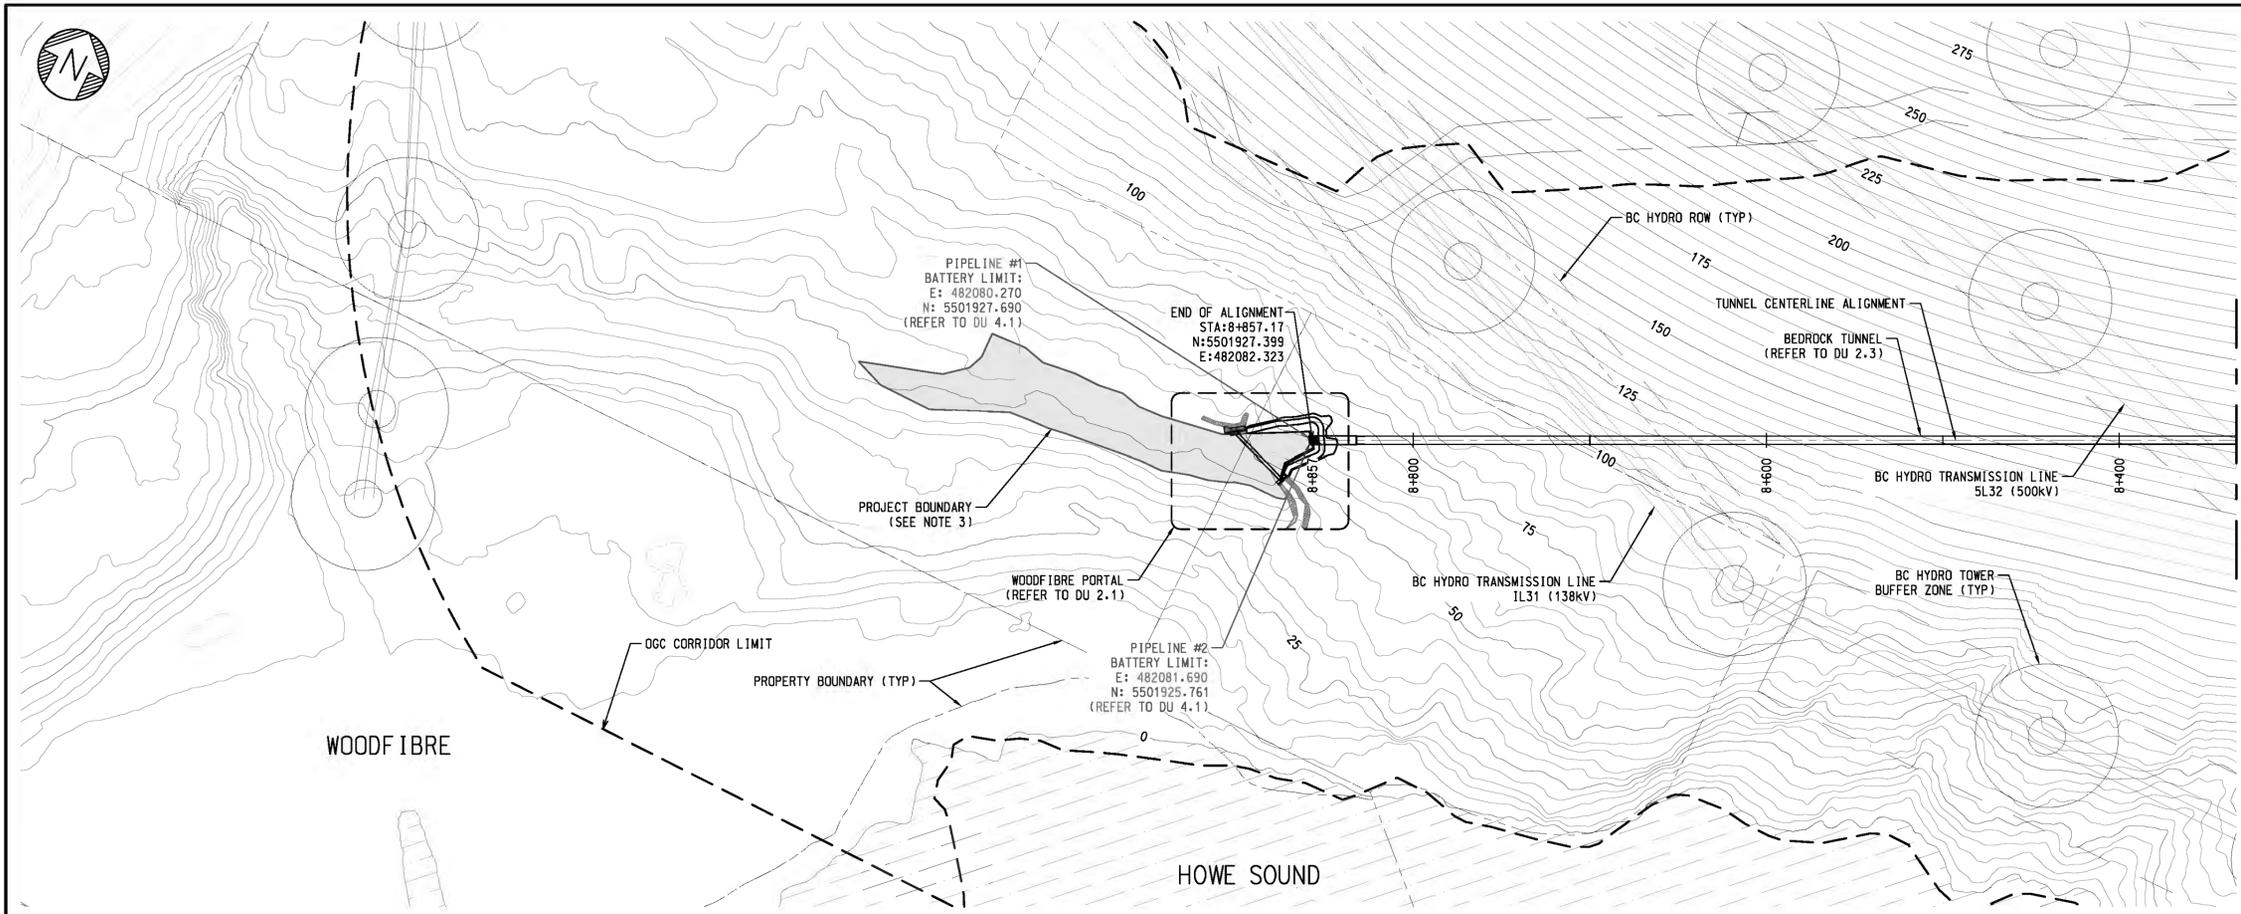 N
275
250
225
200
175
150
125
100
100
75
50
25
0
PIPELINE #1
BATTERY LIMIT:
E: 482080.270
N: 5501927.690
(REFER TO DU 4.1)
END OF ALIGNMENT
STA:8+857.17
N:5501927.399
E:482082.323
BC HYDRO ROW (TYP)
TUNNEL CENTERLINE ALIGNMENT
BEDROCK TUNNEL
(REFER TO DU 2.3)
8+857
8+800
8+600
8+400
BC HYDRO TRANSMISSION LINE
5L32 (500kV)
PROJECT BOUNDARY
(SEE NOTE 3)
WOODFIBRE PORTAL
(REFER TO DU 2.1)
BC HYDRO TRANSMISSION LINE
IL31 (138kV)
BC HYDRO TOWER
BUFFER ZONE (TYP)
OGC CORRIDOR LIMIT
PROPERTY BOUNDARY (TYP)
PIPELINE #2
BATTERY LIMIT:
E: 482081.690
N: 5501925.761
(REFER TO DU 4.1)
WOODFIBRE
HOWE SOUND